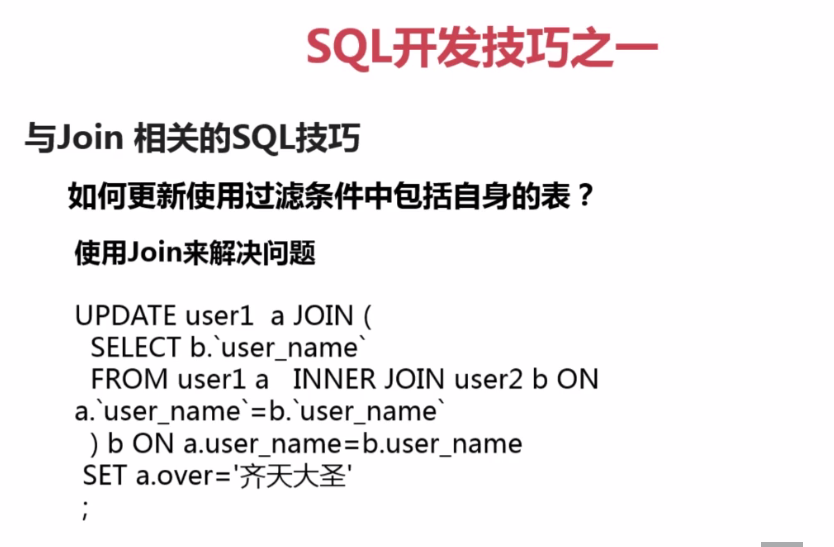 SQL开发技巧之一
与Join 相关的SQL技巧
如何更新使用过滤条件中包括自身的表？
使用Join来解决问题
UPDATE user1 a JOIN (
SELECT b.`user_name`
FROM user1 a INNER JOIN user2 b ON
a.`user_name`=b.`user_name`
) b ON a.user_name=b.user_name
SET a.over='齐天大圣'
;